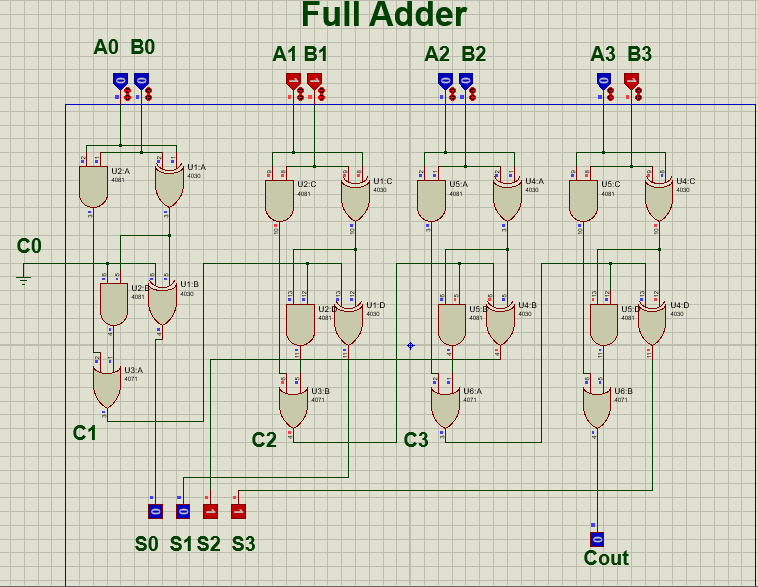 Full Adder
A0 B0 A1 B1 A2 B2 A3 B3
0 0 1 1 0 0 0 1
U2:A 4081 U1:A 4030 U2:C 4081 U1:C 4030 U5:A 4081 U4:A 4030 U5:C 4081 U4:C 4030
C0
U2:B 4081 U1:B 4030 U2:D 4081 U1:D 4030 U5:B 4081 U4:B 4030 U5:D 4081 U4:D 4030
U3:A 4071 U3:B 4071 U6:A 4071 U6:B 4071
C1 C2 C3
0 0 1 1
S0 S1 S2 S3
0
Cout